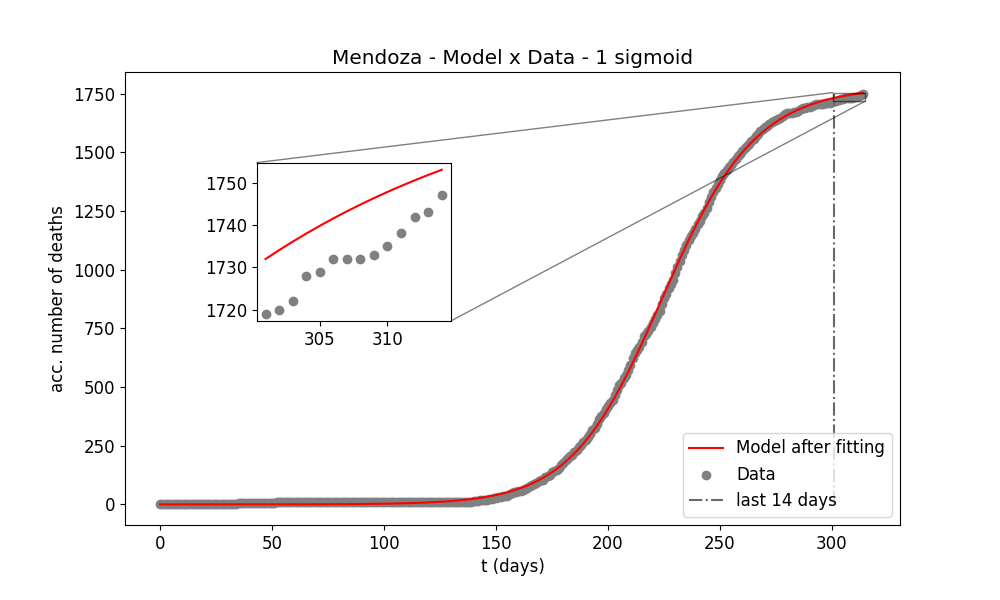 Mendoza - Model x Data - 1 sigmoid
acc. number of deaths
1750
1500
1250
1000
750
500
250
0
1750
1740
1730
1720
305 310
Model after fitting
Data
last 14 days
0 50 100 150 200 250 300
t (days)